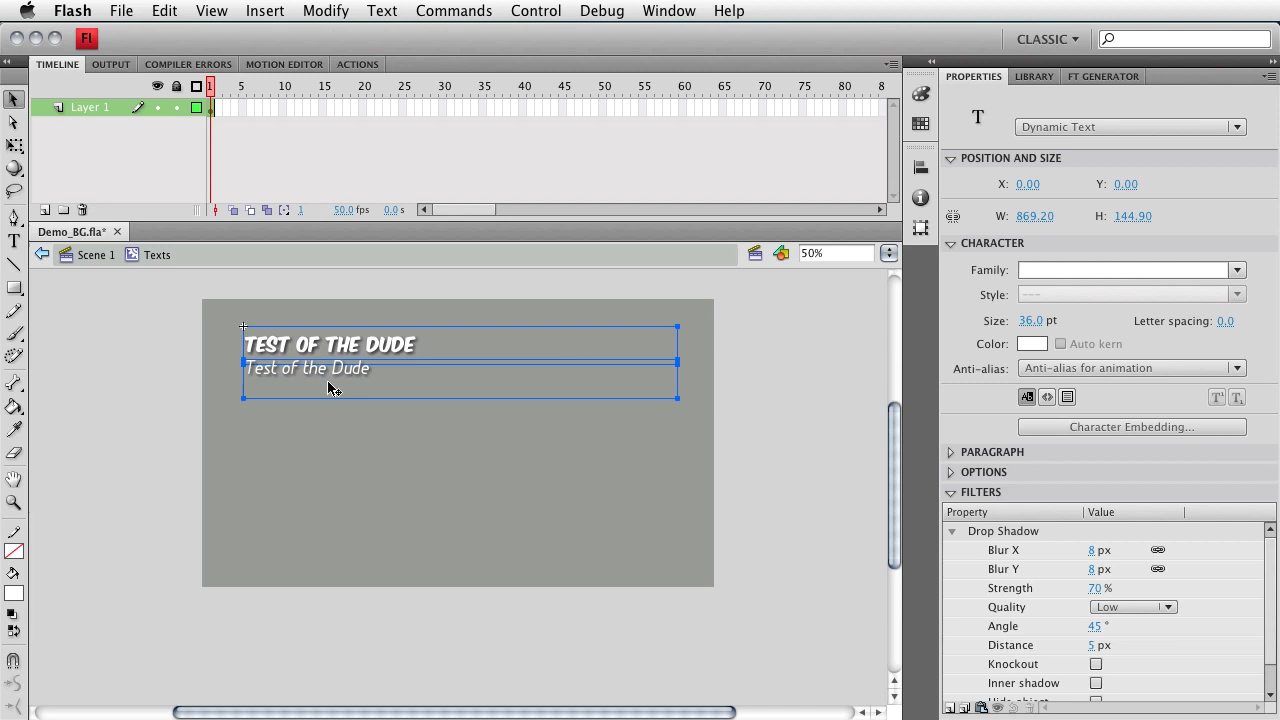 Flash File Edit View Insert Modify Text Commands Control Debug Window Help
Fl CLASSIC
TIMELINE OUTPUT COMPILER ERRORS MOTION EDITOR ACTIONS
1 5 10 15 20 25 30 35 40 45 50 55 60 65 70 75 80 8
Layer 1
1 50.0 fps 0.0 s
Demo_BG.fla*
Scene 1 Texts 50%
TEST OF THE DUDE
Test of the Dude
PROPERTIES LIBRARY FT GENERATOR
T Dynamic Text
POSITION AND SIZE
X: 0.00 Y: 0.00
W: 869.20 H: 144.90
CHARACTER
Family:
Style: ---
Size: 36.0 pt Letter spacing: 0.0
Color: Auto kern
Anti-alias: Anti-alias for animation
Character Embedding...
PARAGRAPH
OPTIONS
FILTERS
Property Value
Drop Shadow
Blur X 8 px
Blur Y 8 px
Strength 70 %
Quality Low
Angle 45 °
Distance 5 px
Knockout
Inner shadow
Hide object